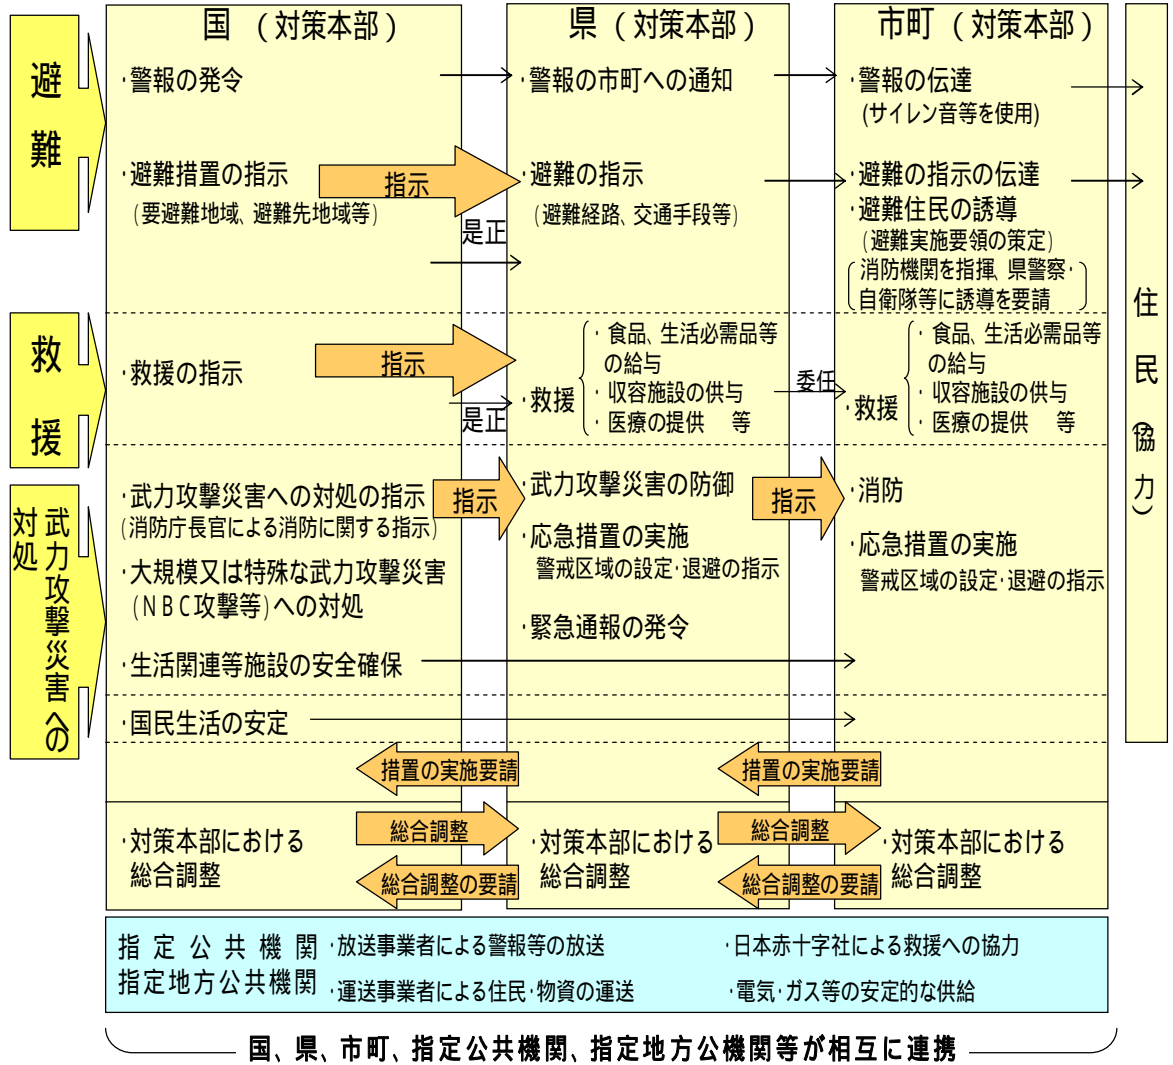 避難
救援
武力攻撃災害への
対処
国 （対策本部）
・警報の発令
・避難措置の指示
（要避難地域、避難先地域等）
指示
是正
・救援の指示
指示
是正
・武力攻撃災害への対処の指示
（消防庁長官による消防に関する指示）
指示
・大規模又は特殊な武力攻撃災害
（ＮＢＣ攻撃等）への対処
・生活関連等施設の安全確保
・国民生活の安定
県（対策本部）
・警報の市町への通知
・避難の指示
（避難経路、交通手段等）
・救援
・食品、生活必需品等
の給与
・収容施設の供与
・医療の提供　等
委任
・武力攻撃災害の防御
指示
・応急措置の実施
警戒区域の設定・退避の指示
・緊急通報の発令
市町（対策本部）
・警報の伝達
(サイレン音等を使用)
・避難の指示の伝達
・避難住民の誘導
（避難実施要領の策定）
消防機関を指揮、県警察・
自衛隊等に誘導を要請
・救援
・食品、生活必需品等
の給与
・収容施設の供与
・医療の提供　等
・消防
・応急措置の実施
警戒区域の設定・退避の指示
住民（協力）
措置の実施要請
措置の実施要請
・対策本部における
総合調整
総合調整
総合調整の要請
・対策本部における
総合調整
総合調整
総合調整の要請
・対策本部における
総合調整
指定公共機関
指定地方公共機関
・放送事業者による警報等の放送
・日本赤十字社による救援への協力
・運送事業者による住民・物資の運送
・電気・ガス等の安定的な供給
国、県、市町、指定公共機関、指定地方公機関等が相互に連携